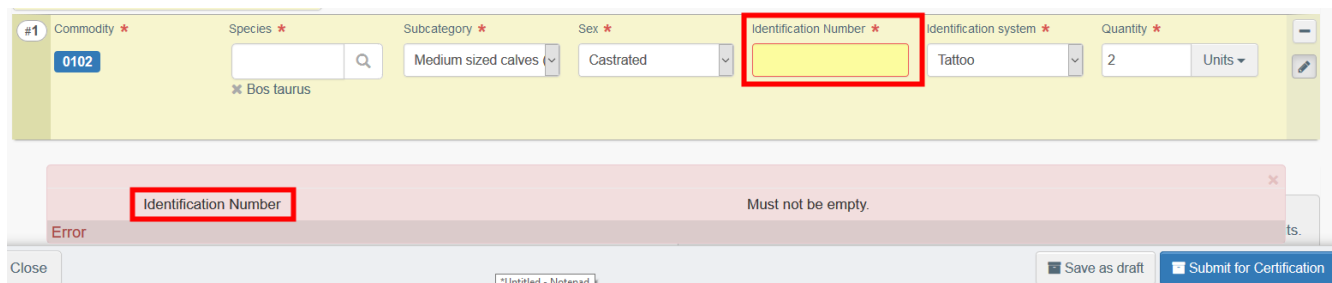 #1 Commodity * Species * Subcategory * Sex * Identification Number * Identification system * Quantity *
0102 Medium sized calves ( Castrated Tattoo 2 Units
Bos taurus
Identification Number Must not be empty.
Error ts.
Close Save as draft Submit for Certification
*Untitled - Notepad